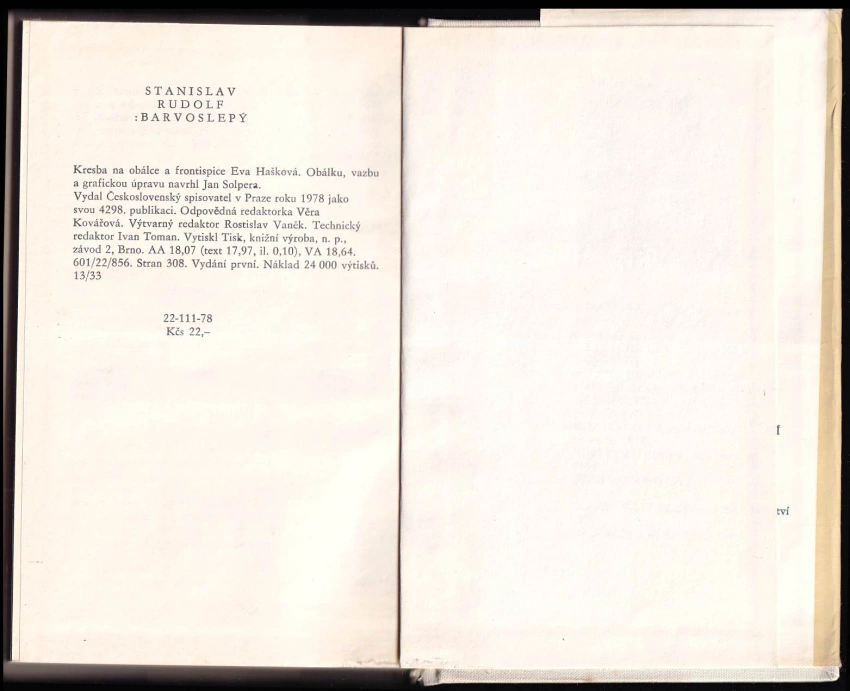 STANISLAV
RUDOLF
:BARVOSLEPÝ
Kresba na obálce a frontispice Eva Hašková. Obálku, vazbu
a grafickou úpravu navrhl Jan Solpera.
Vydal Československý spisovatel v Praze roku 1978 jako
svou 4298. publikaci. Odpovědná redaktorka Věra
Kovářová. Výtvarný redaktor Rostislav Vaněk. Technický
redaktor Ivan Toman. Vytiskl Tisk, knižní výroba, n. p.,
závod 2, Brno. AA 18,07 (text 17,97, il. 0,10), VA 18,64.
601/22/856. Stran 308. Vydání první. Náklad 24 000 výtisků.
13/33
22-111-78
Kčs 22,–
tví